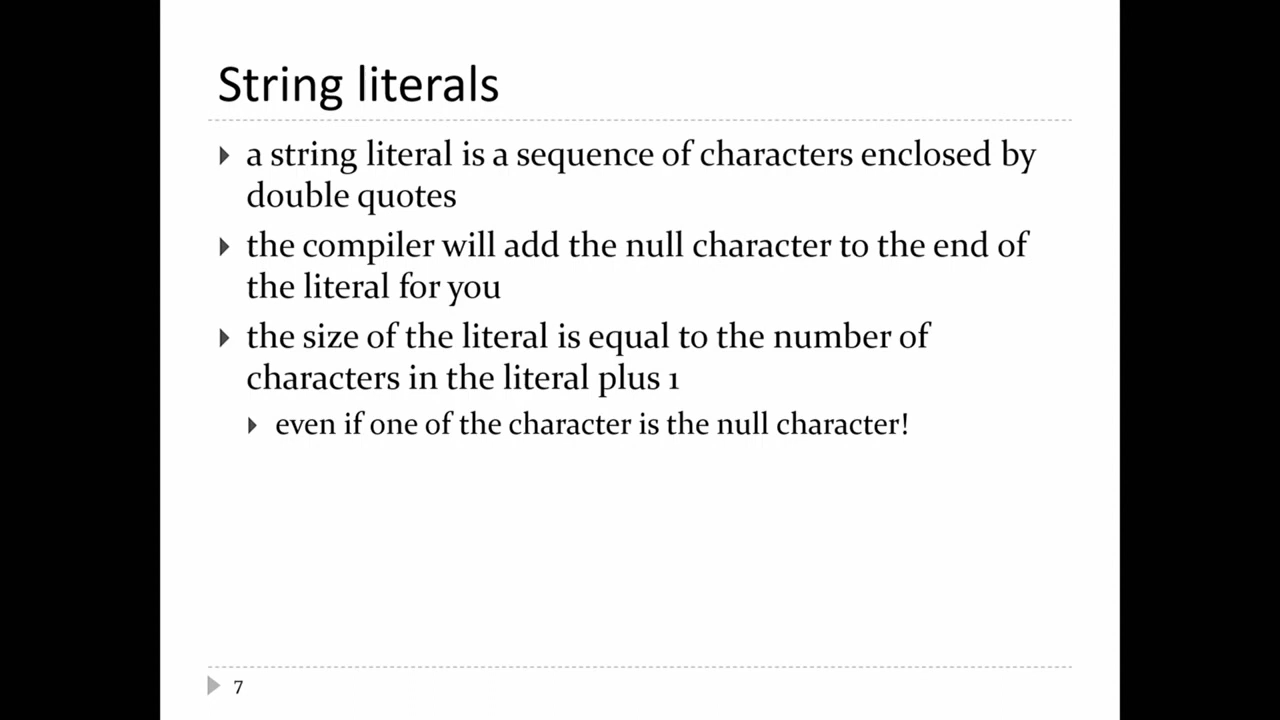 String literals
a string literal is a sequence of characters enclosed by
double quotes
the compiler will add the null character to the end of
the literal for you
the size of the literal is equal to the number of
characters in the literal plus 1
even if one of the character is the null character!
7